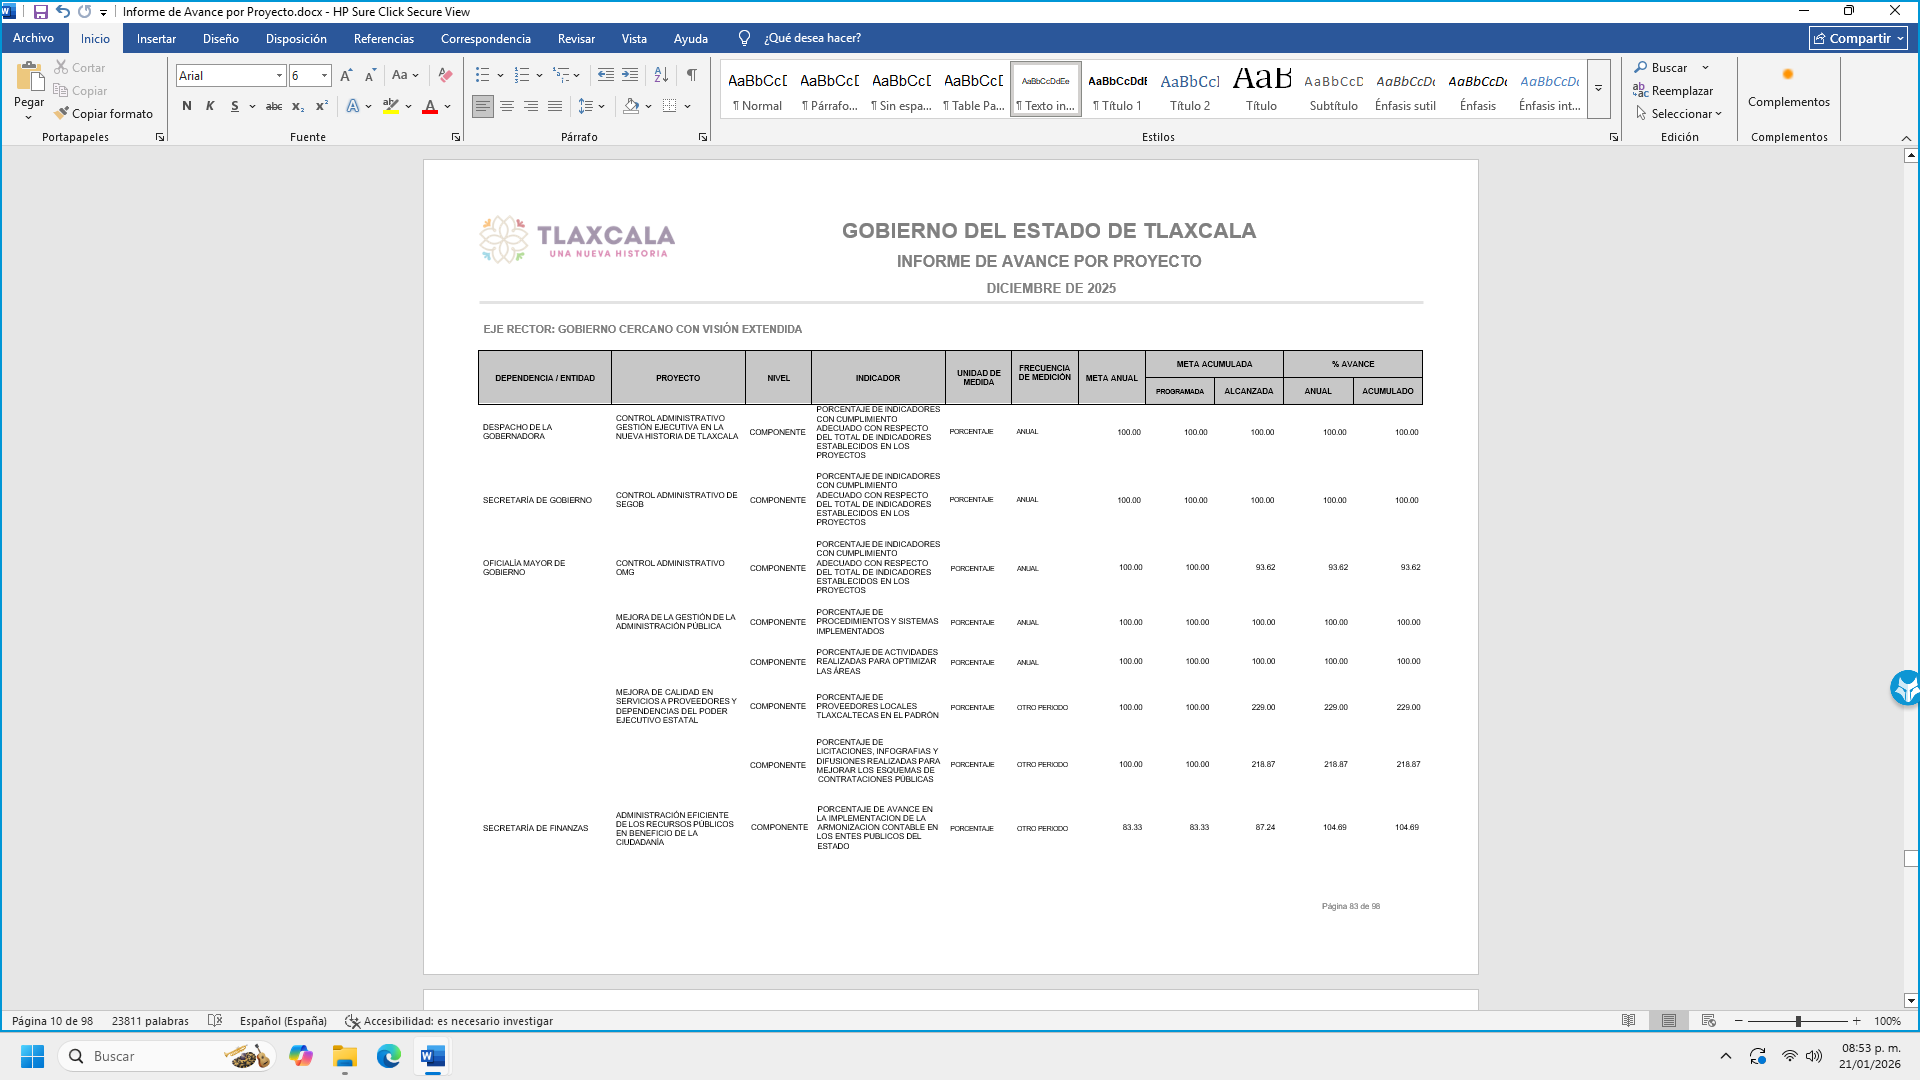 Informe de Avance por Proyecto.docx - HP Sure Click Secure View
Archivo Inicio Insertar Diseño Disposición Referencias Correspondencia Revisar Vista Ayuda ¿Qué desea hacer? Compartir
Pegar
Cortar
Copiar
Copiar formato
Portapapeles
Arial 6
Aa
N K S abc x₂ x² A ab A
Fuente
Párrafo
AaBbCcD AaBbCcD AaBbCcD AaBbCcD AaBbCcDdEe AaBbCcDdE AaBbCcI AaB AaBbCcD AaBbCcDc AaBbCcDc AaBbCcDc
¶ Normal ¶ Párrafo... ¶ Sin espa... ¶ Table Pa... ¶ Texto in... ¶ Título 1 Título 2 Título Subtítulo Énfasis sutil Énfasis Énfasis int...
Estilos
Buscar
Reemplazar
Seleccionar
Edición
Complementos
Complementos
TLAXCALA
UNA NUEVA HISTORIA
GOBIERNO DEL ESTADO DE TLAXCALA
INFORME DE AVANCE POR PROYECTO
DICIEMBRE DE 2025
EJE RECTOR: GOBIERNO CERCANO CON VISIÓN EXTENDIDA
DEPENDENCIA / ENTIDAD PROYECTO NIVEL INDICADOR UNIDAD DE MEDIDA FRECUENCIA DE MEDICIÓN META ANUAL META ACUMULADA % AVANCE
PROGRAMADA ALCANZADA ANUAL ACUMULADO
DESPACHO DE LA
GOBERNADORA
CONTROL ADMINISTRATIVO
GESTIÓN EJECUTIVA EN LA
NUEVA HISTORIA DE TLAXCALA
COMPONENTE
PORCENTAJE DE INDICADORES
CON CUMPLIMIENTO
ADECUADO CON RESPECTO
DEL TOTAL DE INDICADORES
ESTABLECIDOS EN LOS
PROYECTOS
PORCENTAJE ANUAL 100.00 100.00 100.00 100.00 100.00
SECRETARÍA DE GOBIERNO
CONTROL ADMINISTRATIVO DE
SEGOB
COMPONENTE
PORCENTAJE DE INDICADORES
CON CUMPLIMIENTO
ADECUADO CON RESPECTO
DEL TOTAL DE INDICADORES
ESTABLECIDOS EN LOS
PROYECTOS
PORCENTAJE ANUAL 100.00 100.00 100.00 100.00 100.00
OFICIALÍA MAYOR DE
GOBIERNO
CONTROL ADMINISTRATIVO
OMG
COMPONENTE
PORCENTAJE DE INDICADORES
CON CUMPLIMIENTO
ADECUADO CON RESPECTO
DEL TOTAL DE INDICADORES
ESTABLECIDOS EN LOS
PROYECTOS
PORCENTAJE ANUAL 100.00 100.00 93.62 93.62 93.62
MEJORA DE LA GESTIÓN DE LA
ADMINISTRACIÓN PÚBLICA
COMPONENTE
PORCENTAJE DE
PROCEDIMIENTOS Y SISTEMAS
IMPLEMENTADOS
PORCENTAJE ANUAL 100.00 100.00 100.00 100.00 100.00
COMPONENTE
PORCENTAJE DE ACTIVIDADES
REALIZADAS PARA OPTIMIZAR
LAS ÁREAS
PORCENTAJE ANUAL 100.00 100.00 100.00 100.00 100.00
MEJORA DE CALIDAD EN
SERVICIOS A PROVEEDORES Y
DEPENDENCIAS DEL PODER
EJECUTIVO ESTATAL
COMPONENTE
PORCENTAJE DE
PROVEEDORES LOCALES
TLAXCALTECAS EN EL PADRÓN
PORCENTAJE OTRO PERIODO 100.00 100.00 229.00 229.00 229.00
COMPONENTE
PORCENTAJE DE
LICITACIONES, INFOGRAFIAS Y
DIFUSIONES REALIZADAS PARA
MEJORAR LOS ESQUEMAS DE
CONTRATACIONES PÚBLICAS
PORCENTAJE OTRO PERIODO 100.00 100.00 218.87 218.87 218.87
SECRETARÍA DE FINANZAS
ADMINISTRACIÓN EFICIENTE
DE LOS RECURSOS PÚBLICOS
EN BENEFICIO DE LA
CIUDADANÍA
COMPONENTE
PORCENTAJE DE AVANCE EN
LA IMPLEMENTACION DE LA
ARMONIZACION CONTABLE EN
LOS ENTES PUBLICOS DEL
ESTADO
PORCENTAJE OTRO PERIODO 83.33 83.33 87.24 104.69 104.69
Página 83 de 98
Página 10 de 98 23811 palabras Español (España) Accesibilidad: es necesario investigar 100%
Buscar
08:53 p. m.
21/01/2026